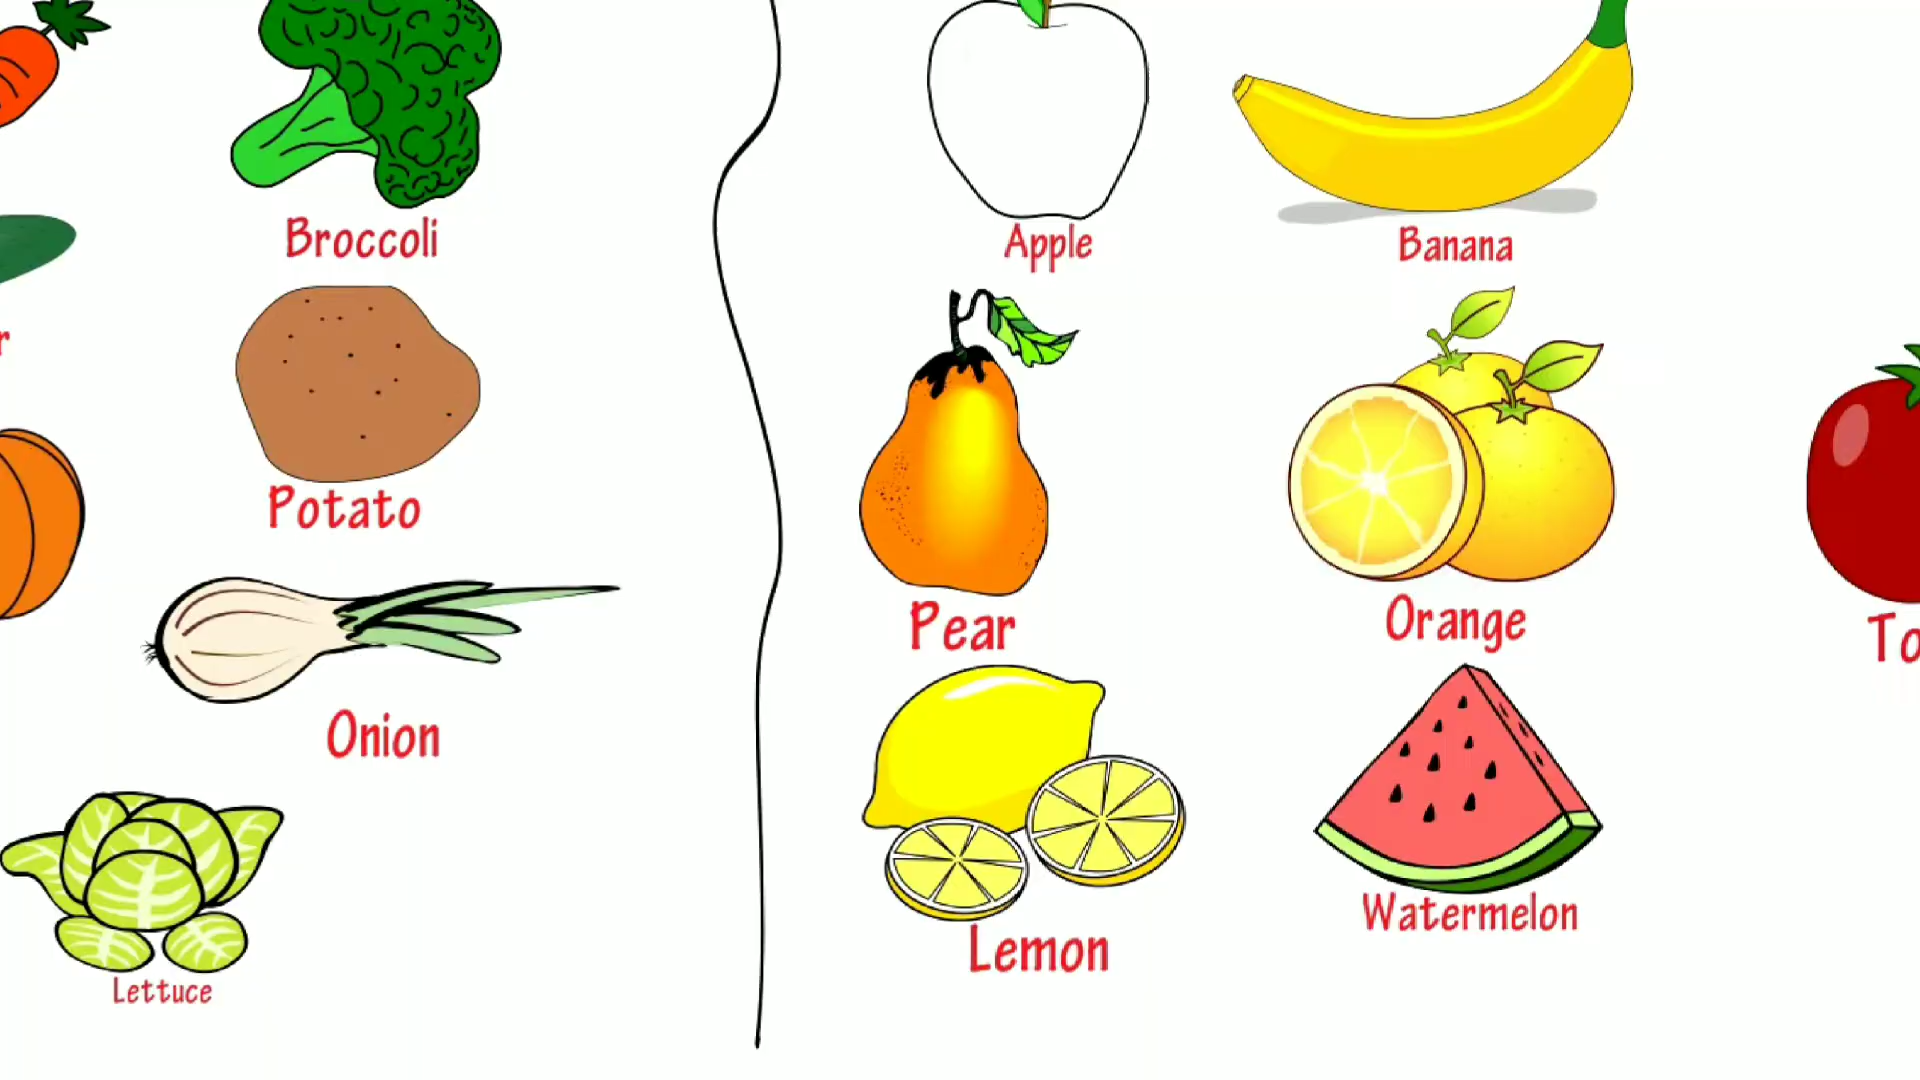 Broccoli
Potato
Onion
Lettuce
Apple
Banana
Pear
Orange
Lemon
Watermelon